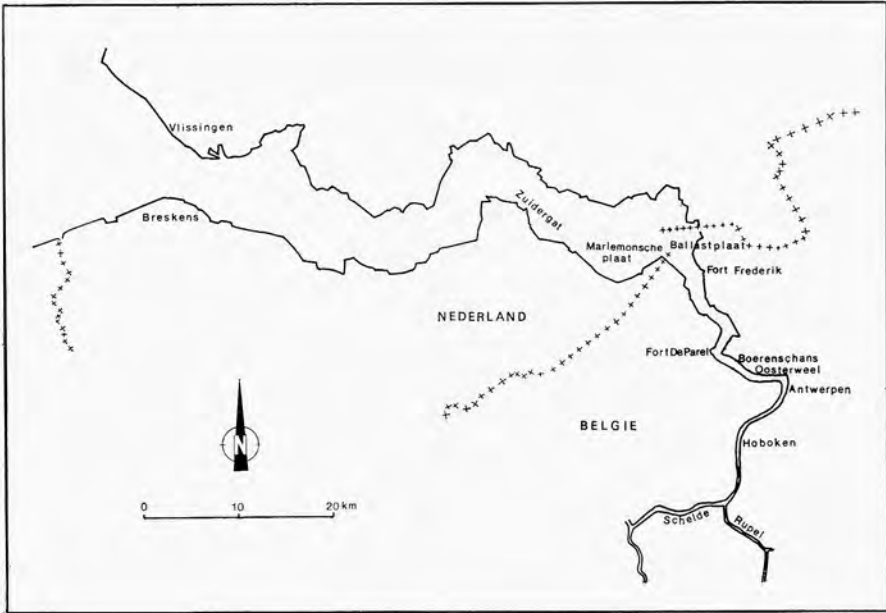 Vlissingen
Breskens
Zuidergat
Marlemonsche
plaat
Ballastplaat
Fort Frederik
NEDERLAND
Fort De Parel
Boerenschans
Oosterweel
Antwerpen
BELGIE
Hoboken
N
0 10 20 km
Schelde
Rupel